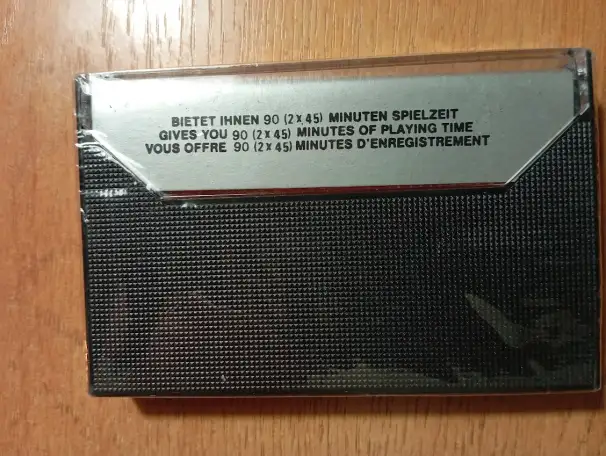 BIETET IHNEN 90 (2 X 45) MINUTEN SPIELZEIT
GIVES YOU 90 (2 X 45) MINUTES OF PLAYING TIME
VOUS OFFRE 90 (2 X 45) MINUTES D'ENREGISTREMENT